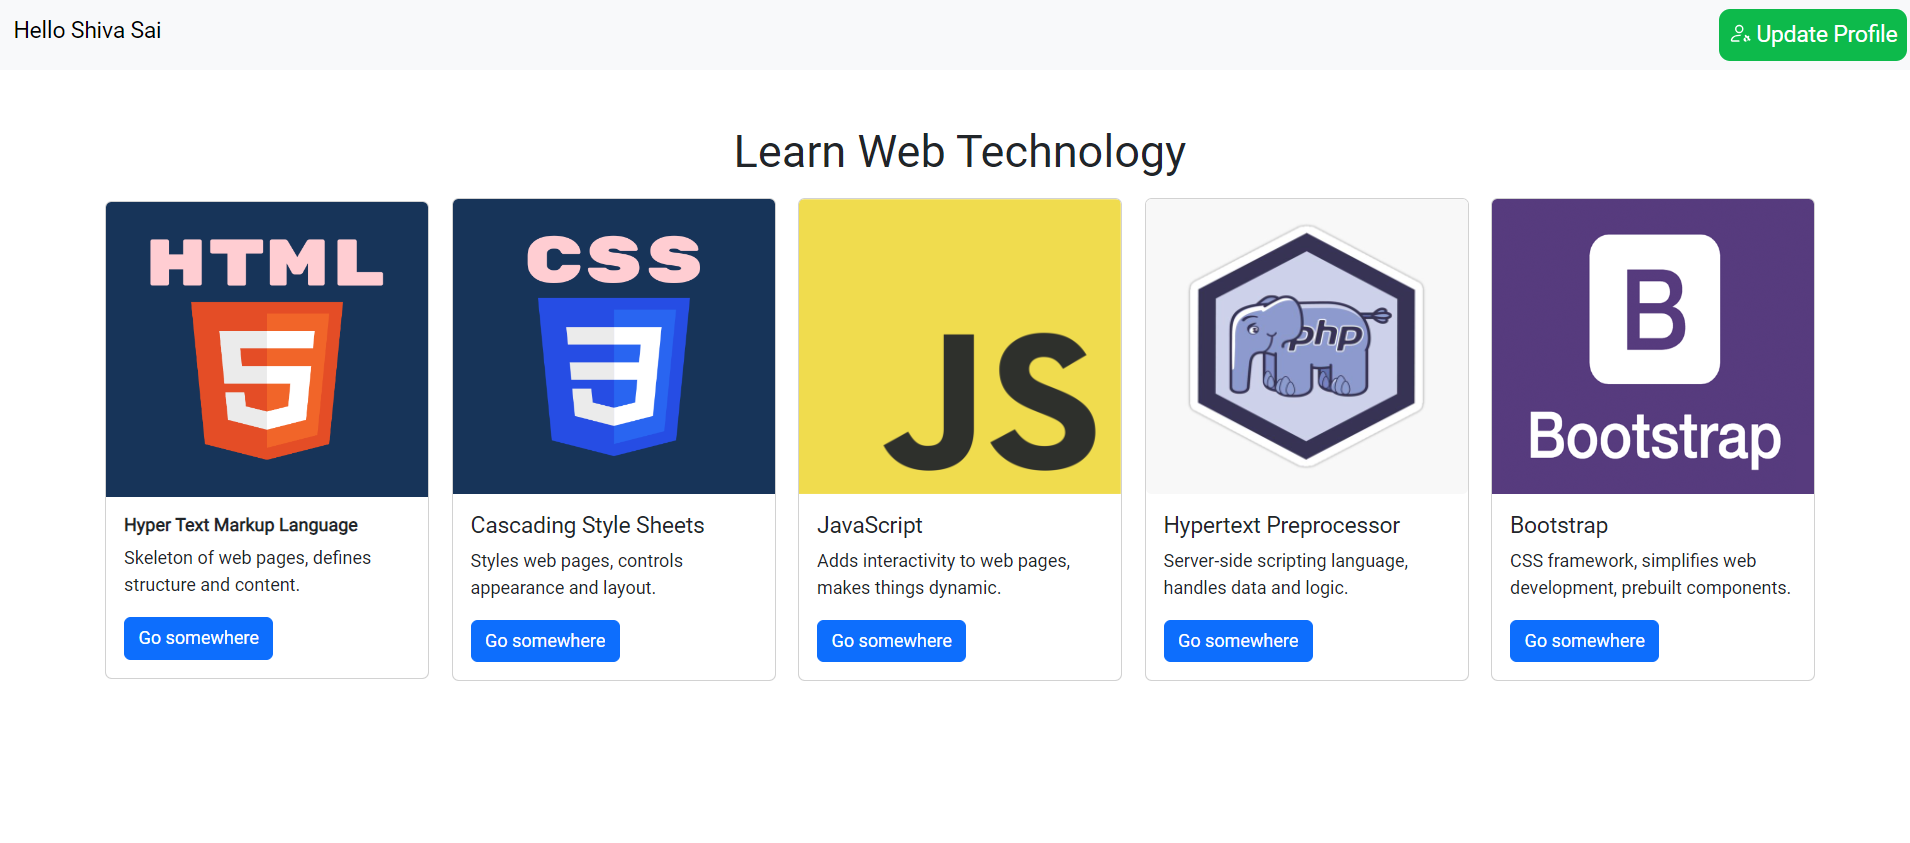 Hello Shiva Sai
Update Profile
Learn Web Technology
HTML
5
Hyper Text Markup Language
Skeleton of web pages, defines
structure and content.
Go somewhere
CSS
3
Cascading Style Sheets
Styles web pages, controls
appearance and layout.
Go somewhere
JS
JavaScript
Adds interactivity to web pages,
makes things dynamic.
Go somewhere
php
Hypertext Preprocessor
Server-side scripting language,
handles data and logic.
Go somewhere
B
Bootstrap
Bootstrap
CSS framework, simplifies web
development, prebuilt components.
Go somewhere